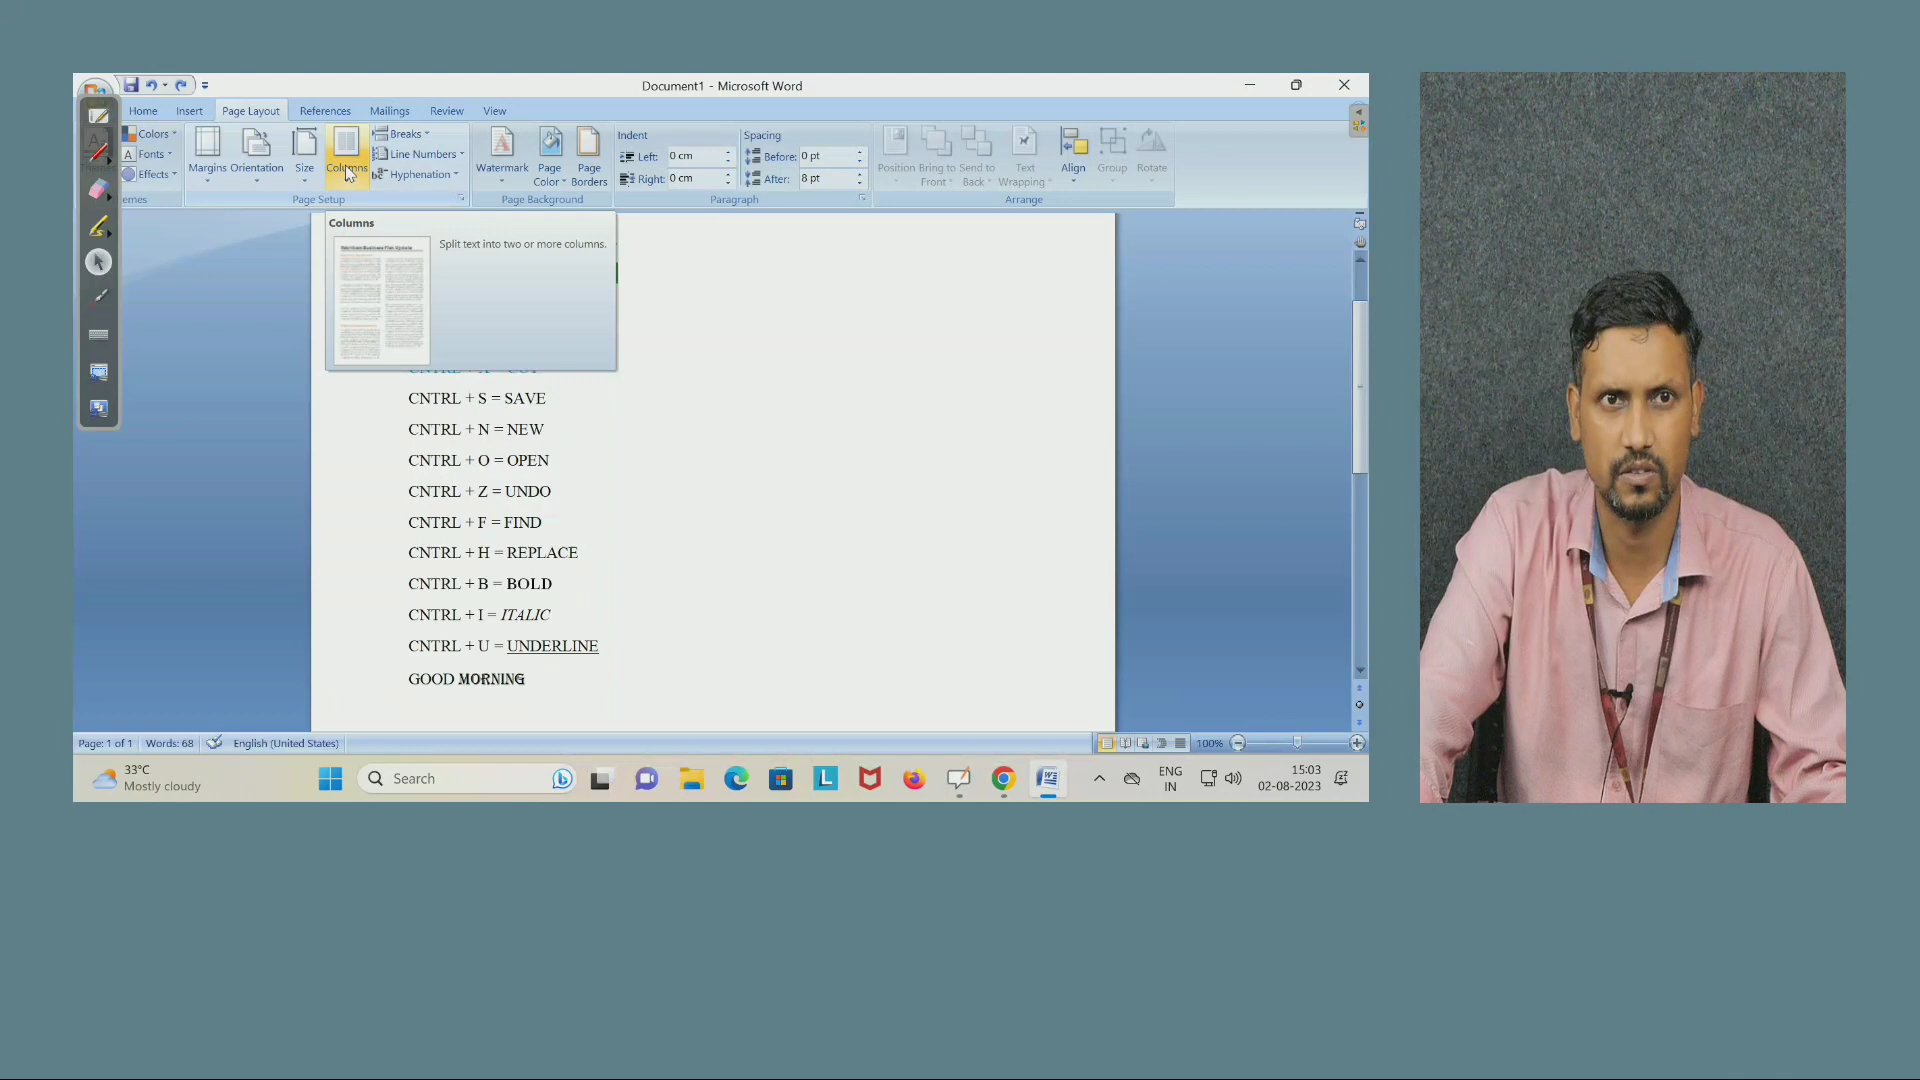 Document1 - Microsoft Word
Home Insert Page Layout References Mailings Review View
Colors
Fonts
Effects
emes
Margins Orientation Size Columns
Breaks
Line Numbers
Hyphenation
Page Setup
Watermark Page Color Page Borders
Page Background
Indent
Left: 0 cm
Right: 0 cm
Spacing
Before: 0 pt
After: 8 pt
Paragraph
Position Bring to Front Send to Back Text Wrapping Align Group Rotate
Arrange
Columns
Split text into two or more columns.
CNTRL + S = SAVE
CNTRL + N = NEW
CNTRL + O = OPEN
CNTRL + Z = UNDO
CNTRL + F = FIND
CNTRL + H = REPLACE
CNTRL + B = BOLD
CNTRL + I = ITALIC
CNTRL + U = UNDERLINE
GOOD MORNING
Page: 1 of 1 Words: 68 English (United States) 100%
33°C
Mostly cloudy
Search
ENG
IN
15:03
02-08-2023